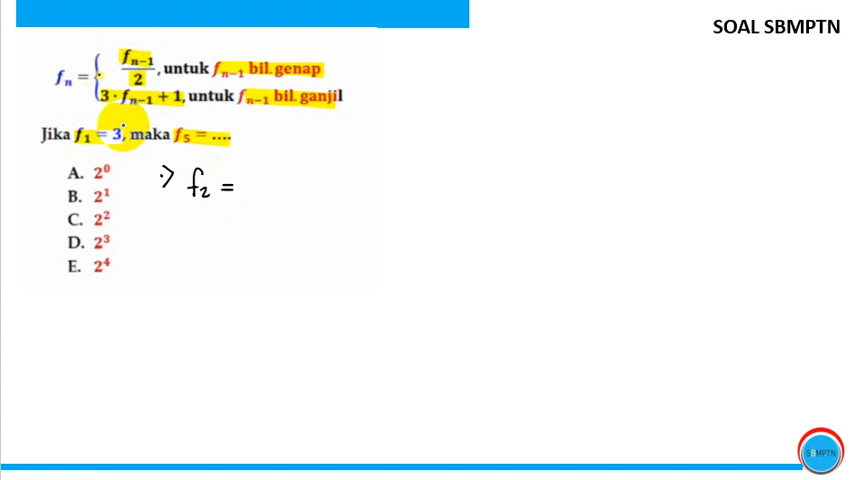 SOAL SBMPTN
fₙ = { fₙ₋₁/2, untuk fₙ₋₁ bil. genap
3 · fₙ₋₁ + 1, untuk fₙ₋₁ bil. ganjil
Jika f₁ = 3, maka f₅ = ....
A. 2⁰
B. 2¹
C. 2²
D. 2³
E. 2⁴
∴> f₂ =
SBMPTN